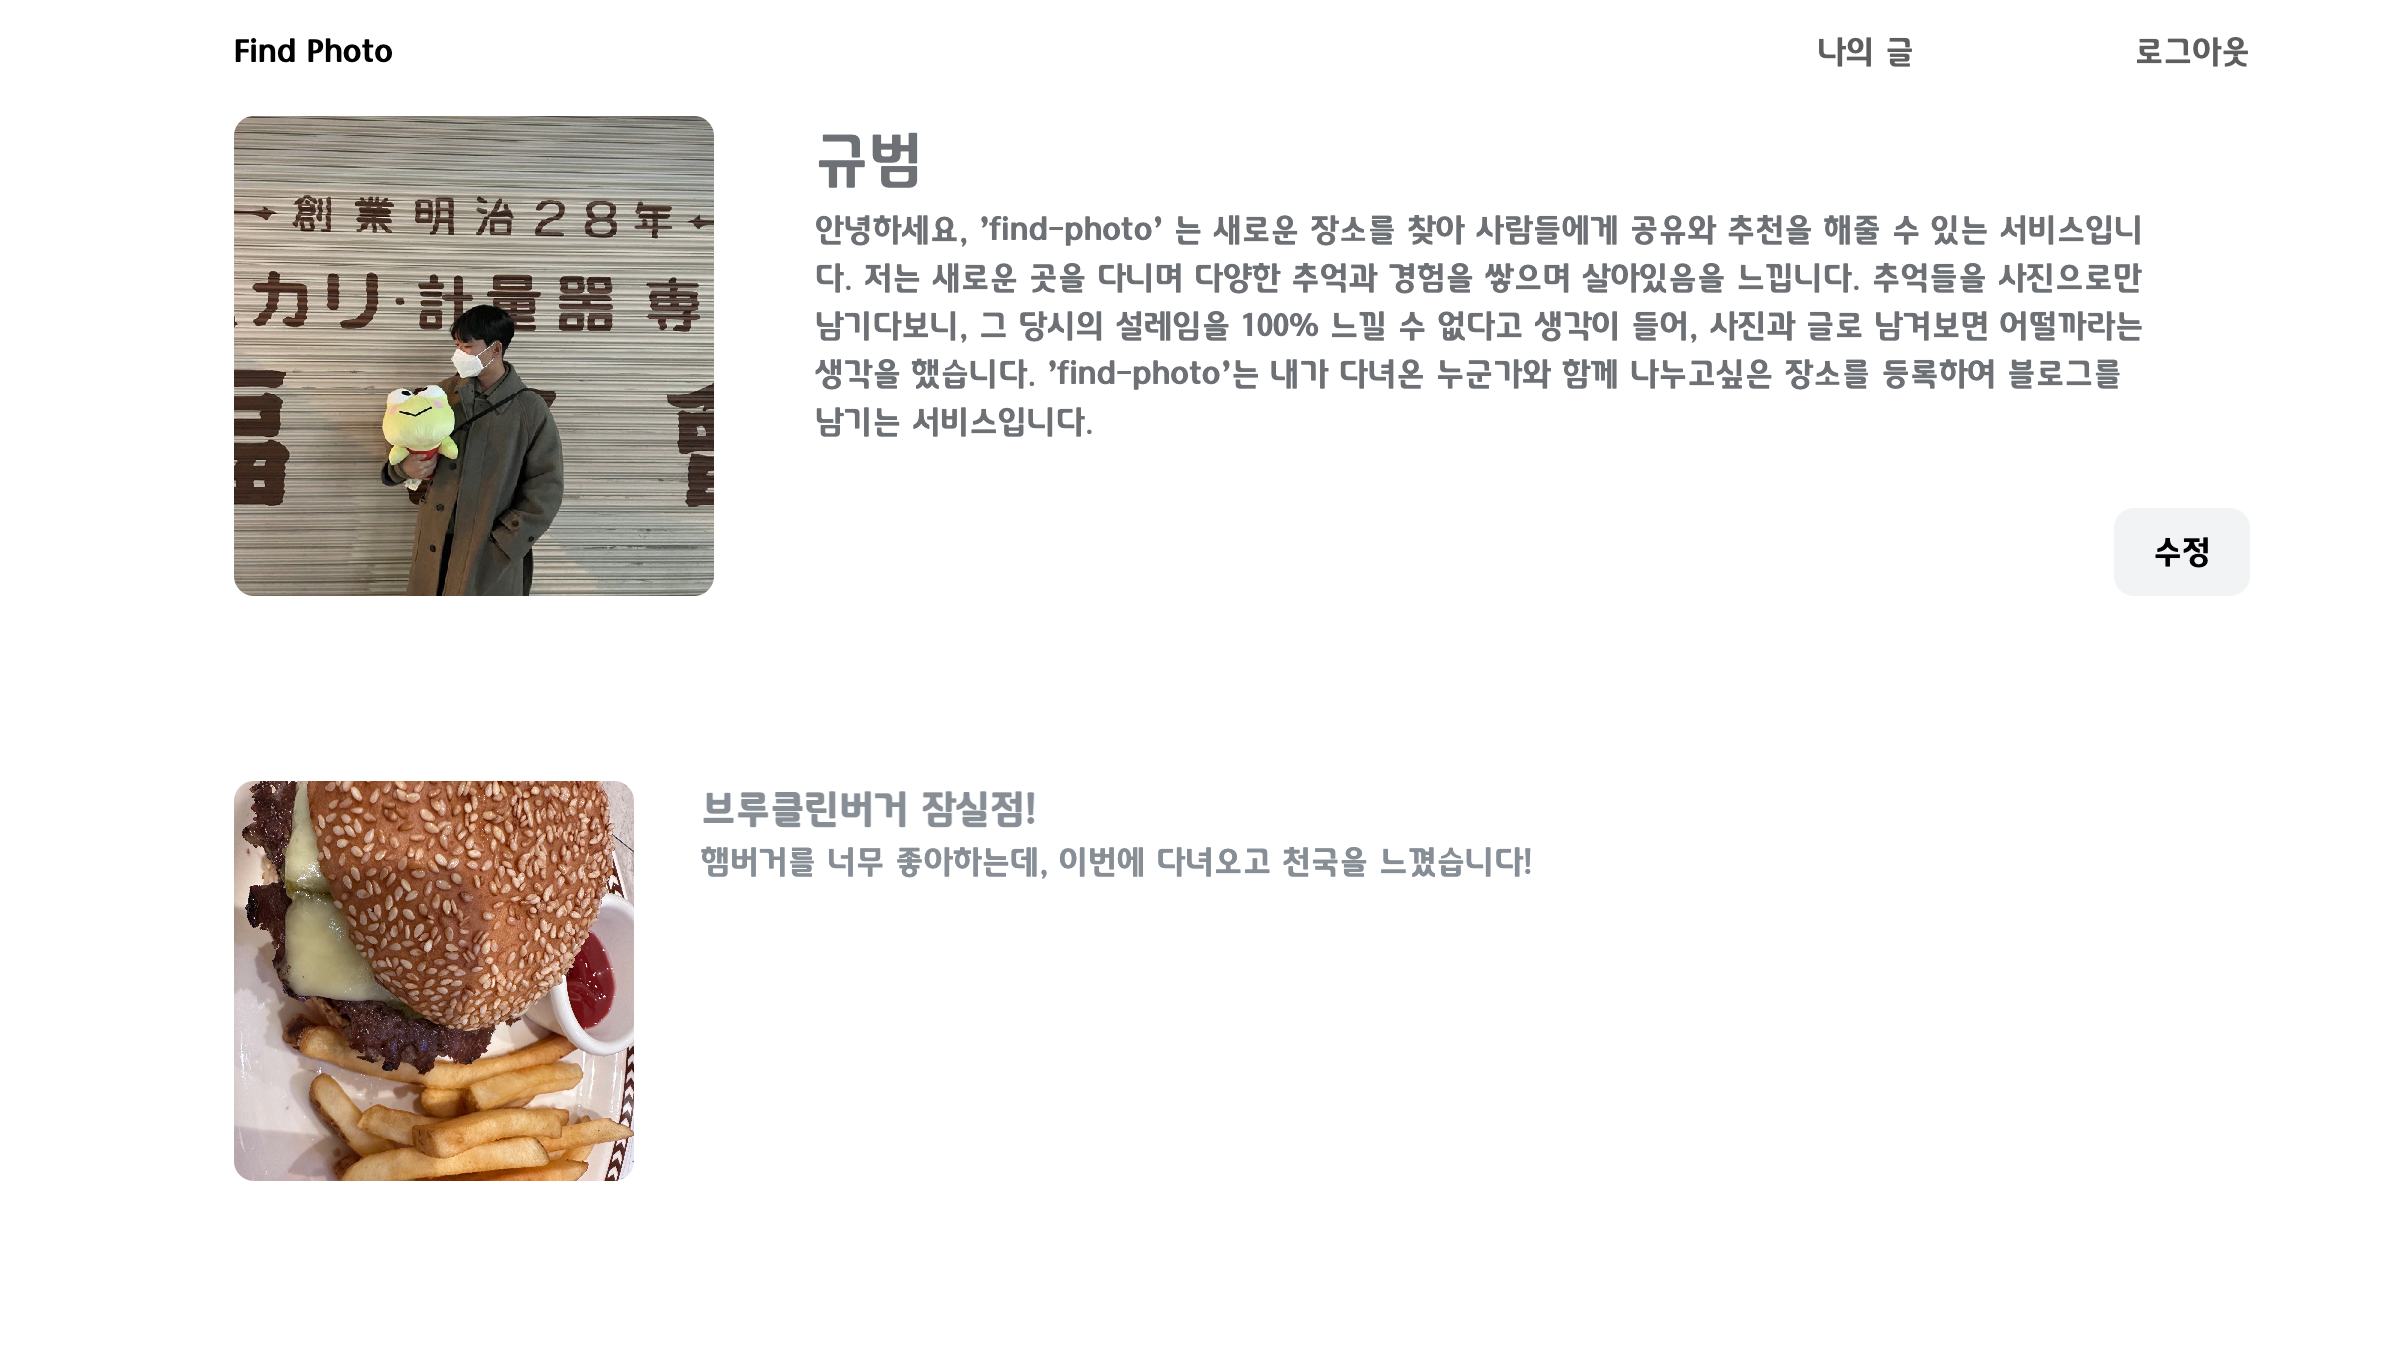 Find Photo
나의 글
로그아웃
創業明治28年
カリ・計量器 専
규범
안녕하세요, 'find-photo' 는 새로운 장소를 찾아 사람들에게 공유와 추천을 해줄 수 있는 서비스입니
다. 저는 새로운 곳을 다니며 다양한 추억과 경험을 쌓으며 살아있음을 느낍니다. 추억들을 사진으로만
남기다보니, 그 당시의 설레임을 100% 느낄 수 없다고 생각이 들어, 사진과 글로 남겨보면 어떨까라는
생각을 했습니다. 'find-photo'는 내가 다녀온 누군가와 함께 나누고싶은 장소를 등록하여 블로그를
남기는 서비스입니다.
수정
브루클린버거 잠실점!
햄버거를 너무 좋아하는데, 이번에 다녀오고 천국을 느꼈습니다!